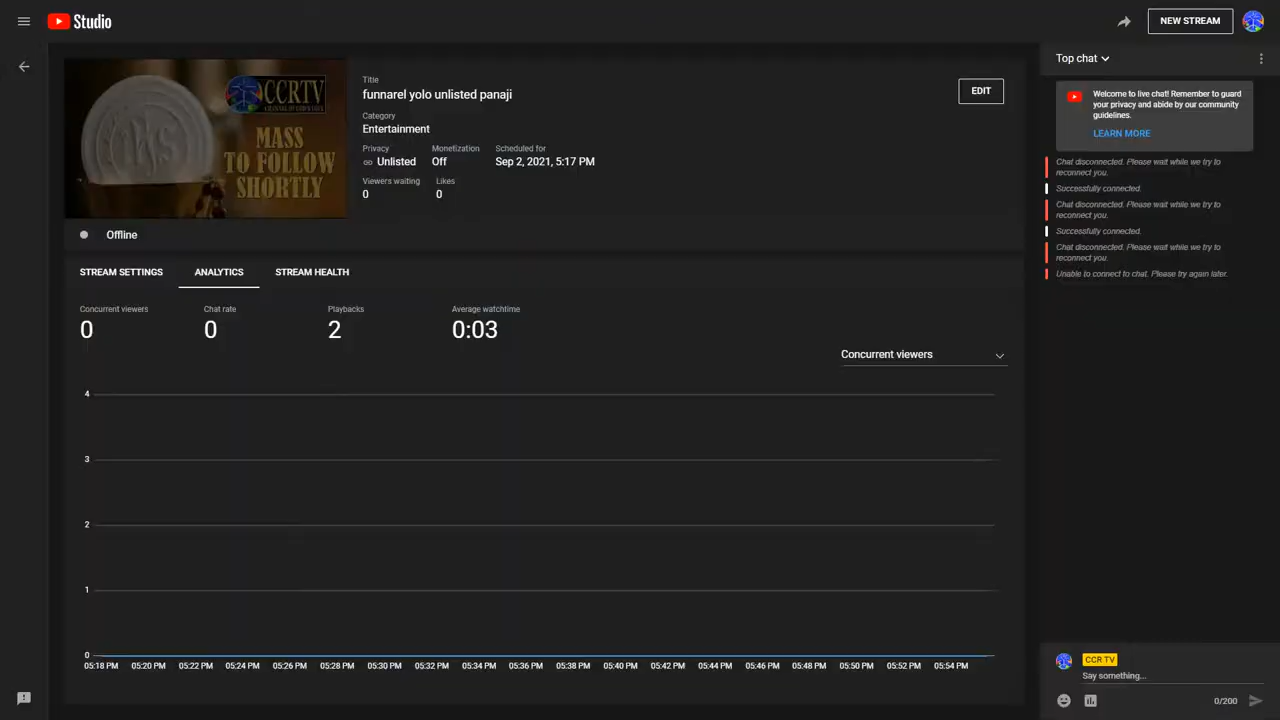 Studio
NEW STREAM
CCRTV
CHANNEL OF GOD'S LOVE
MASS
TO FOLLOW
SHORTLY
Title
funnarel yolo unlisted panaji
EDIT
Category
Entertainment
Privacy
Unlisted
Monetization
Off
Scheduled for
Sep 2, 2021, 5:17 PM
Viewers waiting
0
Likes
0
Offline
STREAM SETTINGS
ANALYTICS
STREAM HEALTH
Concurrent viewers
0
Chat rate
0
Playbacks
2
Average watchtime
0:03
Concurrent viewers
4
3
2
1
0
05:18 PM 05:20 PM 05:22 PM 05:24 PM 05:26 PM 05:28 PM 05:30 PM 05:32 PM 05:34 PM 05:36 PM 05:38 PM 05:40 PM 05:42 PM 05:44 PM 05:46 PM 05:48 PM 05:50 PM 05:52 PM 05:54 PM
Top chat
Welcome to live chat! Remember to guard
your privacy and abide by our community
guidelines.
LEARN MORE
Chat disconnected. Please wait while we try to
reconnect you.
Successfully connected.
Chat disconnected. Please wait while we try to
reconnect you.
Successfully connected.
Chat disconnected. Please wait while we try to
reconnect you.
Unable to connect to chat. Please try again later.
CCR TV
Say something...
0/200